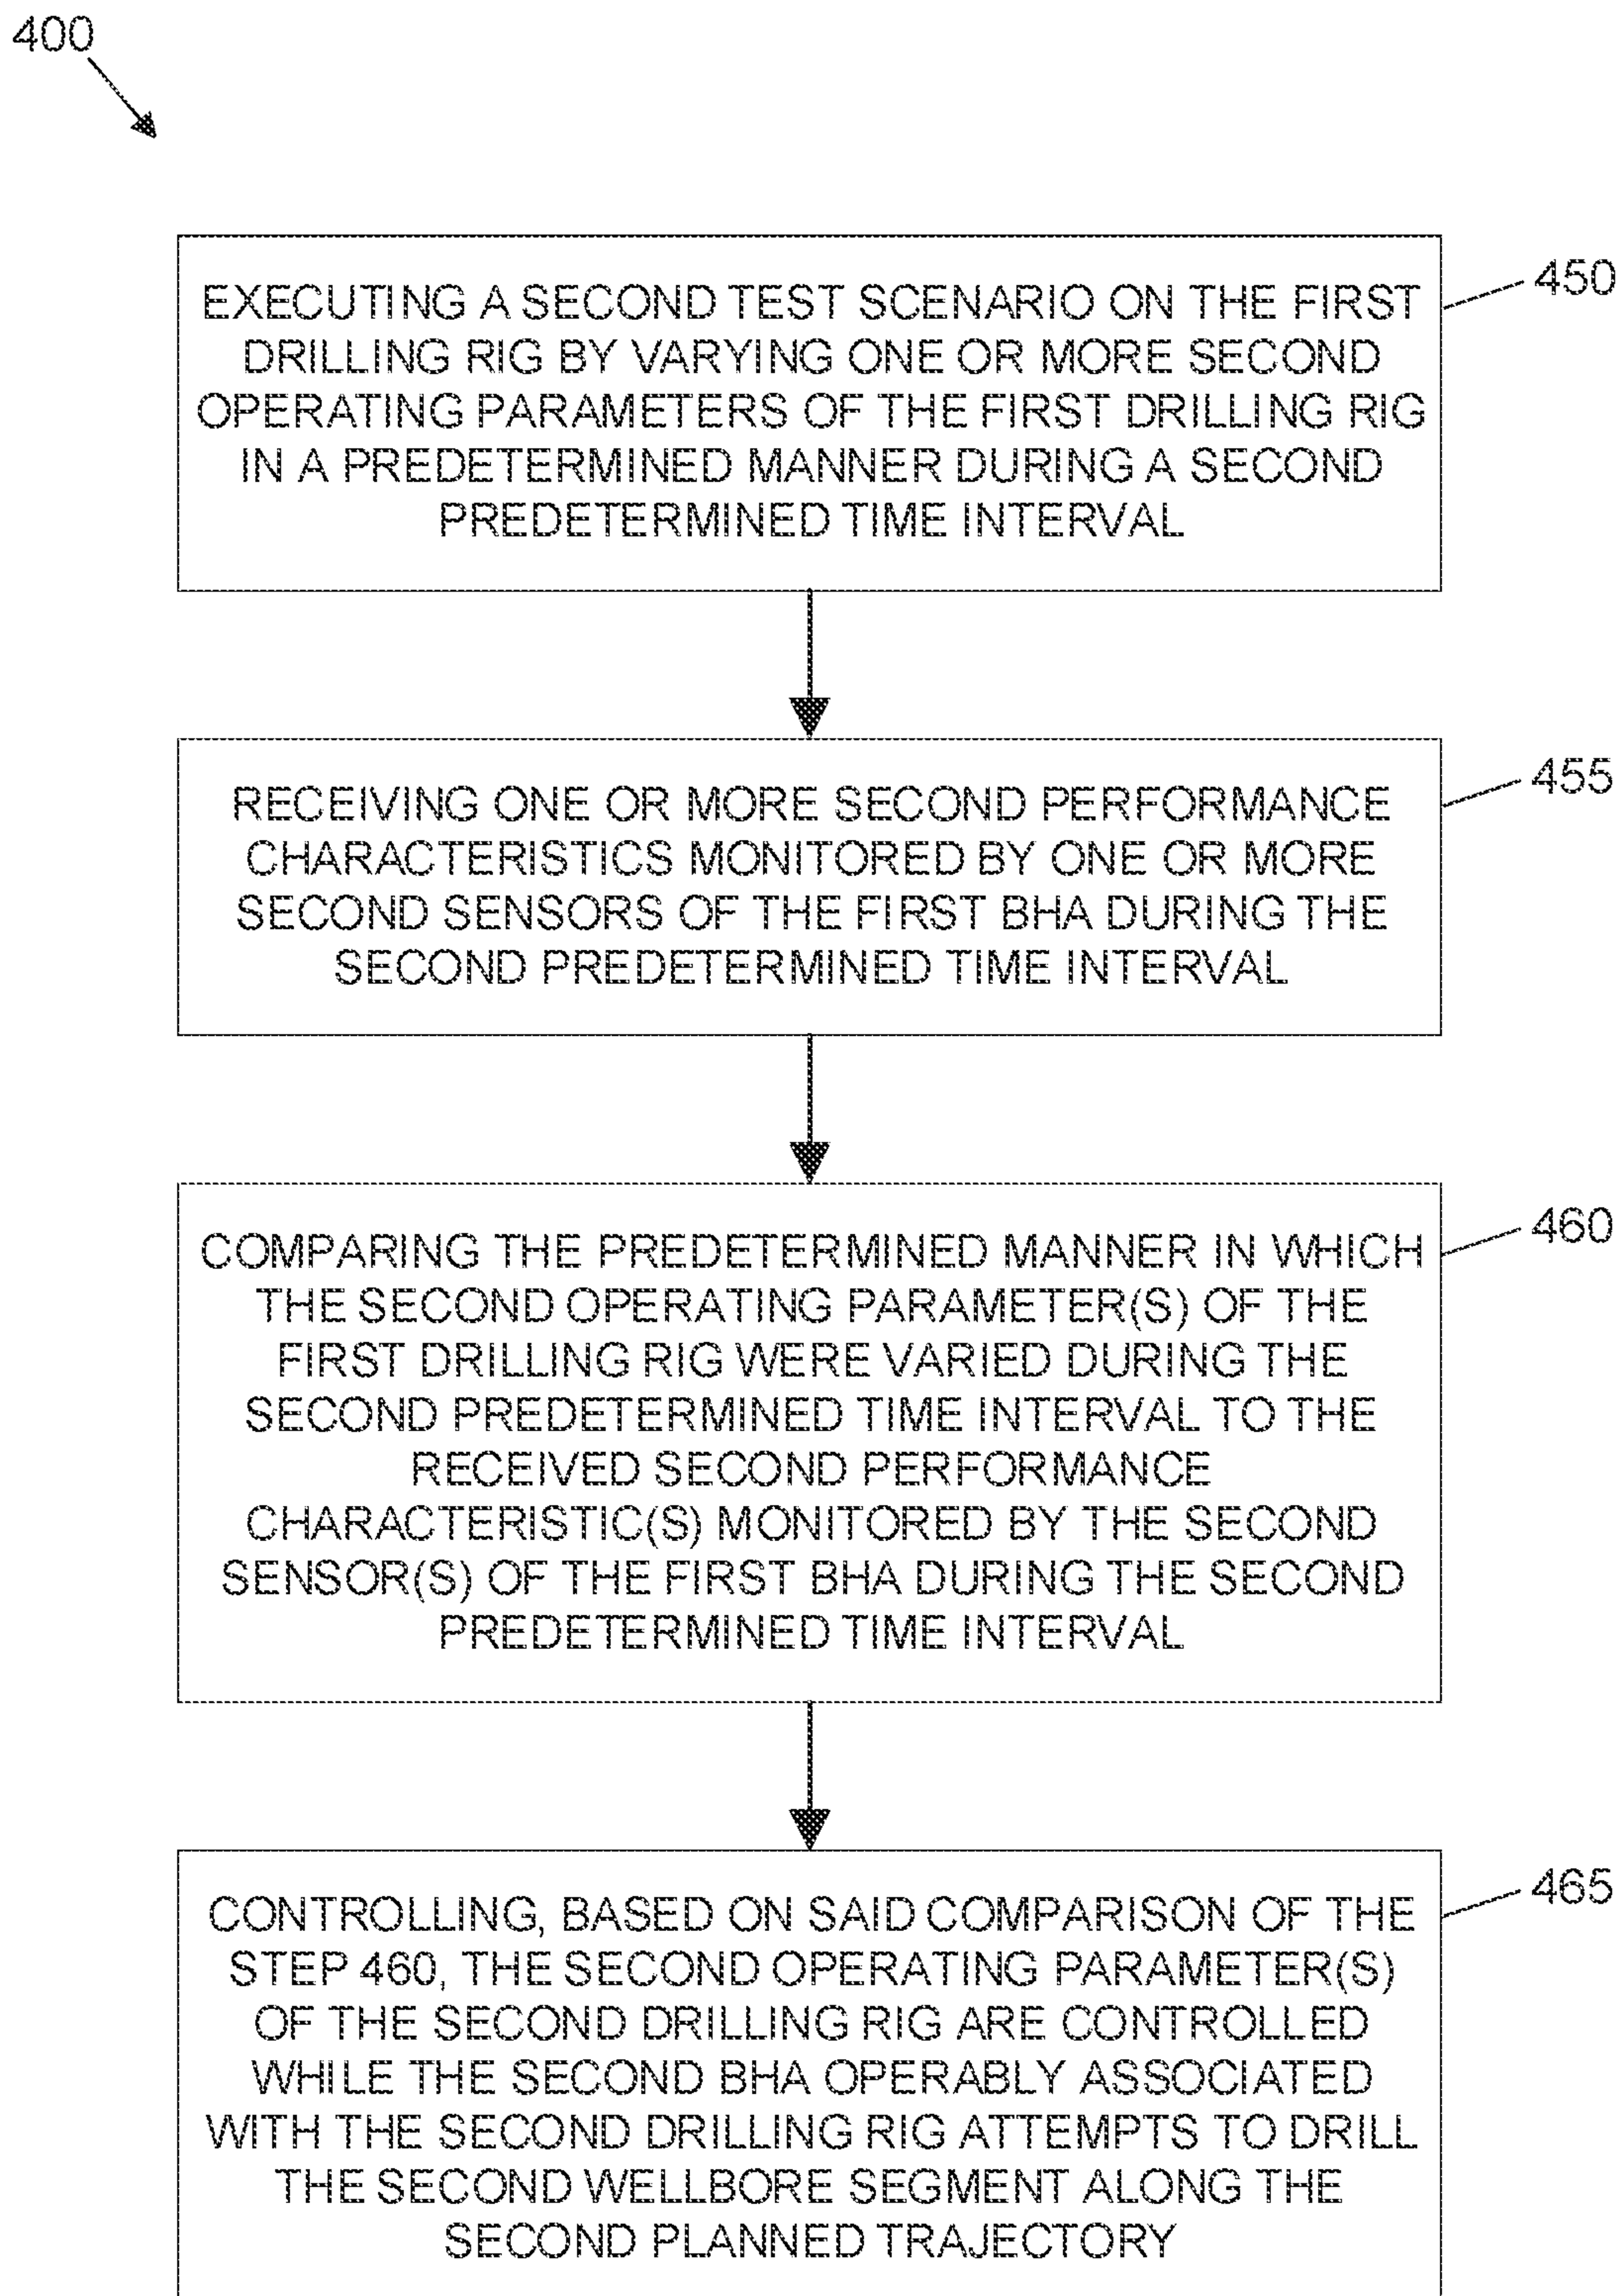 400
EXECUTING A SECOND TEST SCENARIO ON THE FIRST
DRILLING RIG BY VARYING ONE OR MORE SECOND
OPERATING PARAMETERS OF THE FIRST DRILLING RIG
IN A PREDETERMINED MANNER DURING A SECOND
PREDETERMINED TIME INTERVAL
450
RECEIVING ONE OR MORE SECOND PERFORMANCE
CHARACTERISTICS MONITORED BY ONE OR MORE
SECOND SENSORS OF THE FIRST BHA DURING THE
SECOND PREDETERMINED TIME INTERVAL
455
COMPARING THE PREDETERMINED MANNER IN WHICH
THE SECOND OPERATING PARAMETER(S) OF THE
FIRST DRILLING RIG WERE VARIED DURING THE
SECOND PREDETERMINED TIME INTERVAL TO THE
RECEIVED SECOND PERFORMANCE
CHARACTERISTIC(S) MONITORED BY THE SECOND
SENSOR(S) OF THE FIRST BHA DURING THE SECOND
PREDETERMINED TIME INTERVAL
460
CONTROLLING, BASED ON SAID COMPARISON OF THE
STEP 460, THE SECOND OPERATING PARAMETER(S)
OF THE SECOND DRILLING RIG ARE CONTROLLED
WHILE THE SECOND BHA OPERABLY ASSOCIATED
WITH THE SECOND DRILLING RIG ATTEMPTS TO DRILL
THE SECOND WELLBORE SEGMENT ALONG THE
SECOND PLANNED TRAJECTORY
465